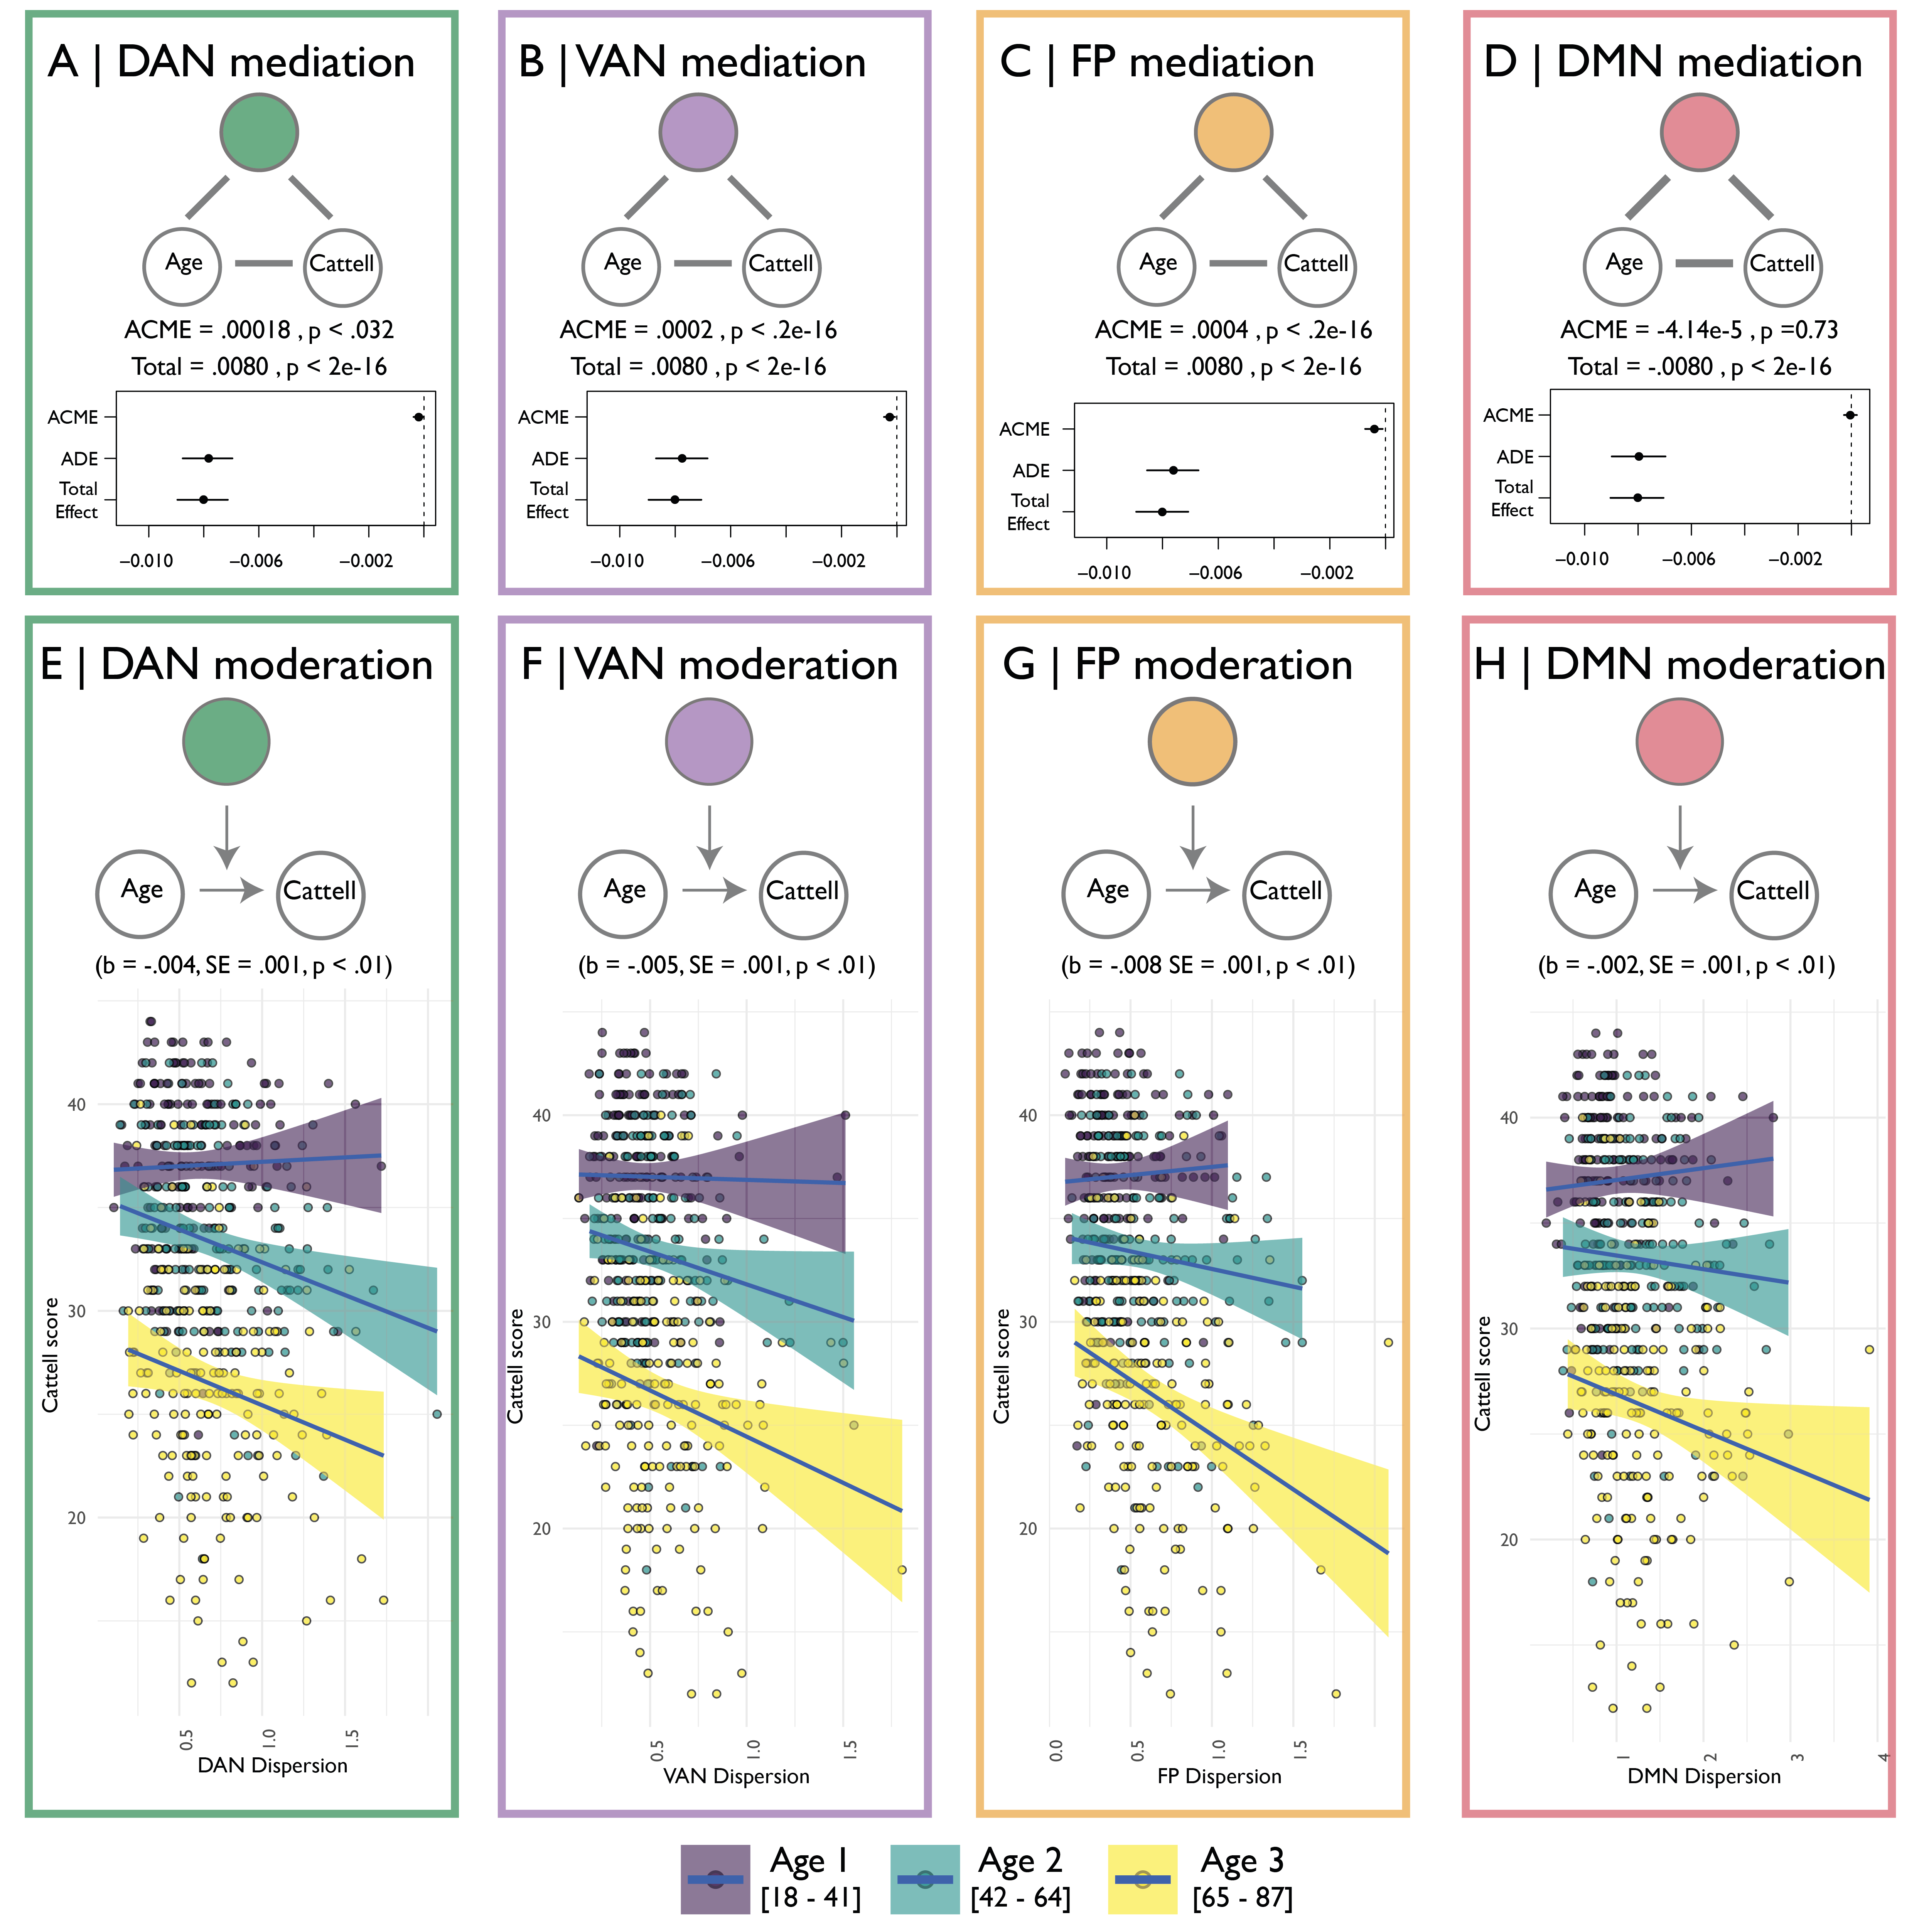 A | DAN mediation
Age
Cattell
ACME = .00018 , p < .032
Total = .0080 , p < 2e-16
ACME
ADE
Total
Effect
−0.010 −0.006 −0.002
B | VAN mediation
Age
Cattell
ACME = .0002 , p < .2e-16
Total = .0080 , p < 2e-16
ACME
ADE
Total
Effect
−0.010 −0.006 −0.002
C | FP mediation
Age
Cattell
ACME = .0004 , p < .2e-16
Total = .0080 , p < 2e-16
ACME
ADE
Total
Effect
−0.010 −0.006 −0.002
D | DMN mediation
Age
Cattell
ACME = -4.14e-5 , p =0.73
Total = -.0080 , p < 2e-16
ACME
ADE
Total
Effect
−0.010 −0.006 −0.002
E | DAN moderation
Age
Cattell
(b = -.004, SE = .001, p < .01)
40
30
20
Cattell score
0.5 1.0 1.5
DAN Dispersion
F | VAN moderation
Age
Cattell
(b = -.005, SE = .001, p < .01)
40
30
20
Cattell score
0.5 1.0 1.5
VAN Dispersion
G | FP moderation
Age
Cattell
(b = -.008 SE = .001, p < .01)
40
30
20
Cattell score
0.0 0.5 1.0 1.5
FP Dispersion
H | DMN moderation
Age
Cattell
(b = -.002, SE = .001, p < .01)
40
30
20
Cattell score
1 2 3 4
DMN Dispersion
Age 1
[18 - 41]
Age 2
[42 - 64]
Age 3
[65 - 87]